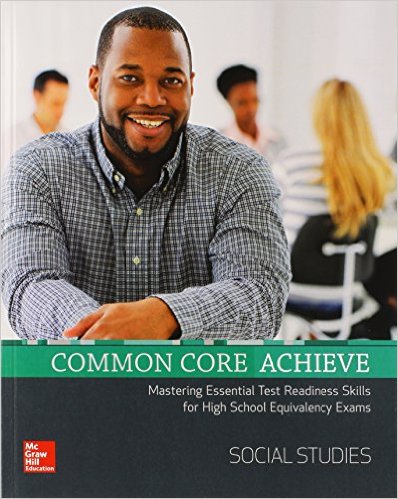 COMMON CORE ACHIEVE
Mastering Essential Test Readiness Skills
for High School Equivalency Exams
Mc
Graw
Hill
Education
SOCIAL STUDIES